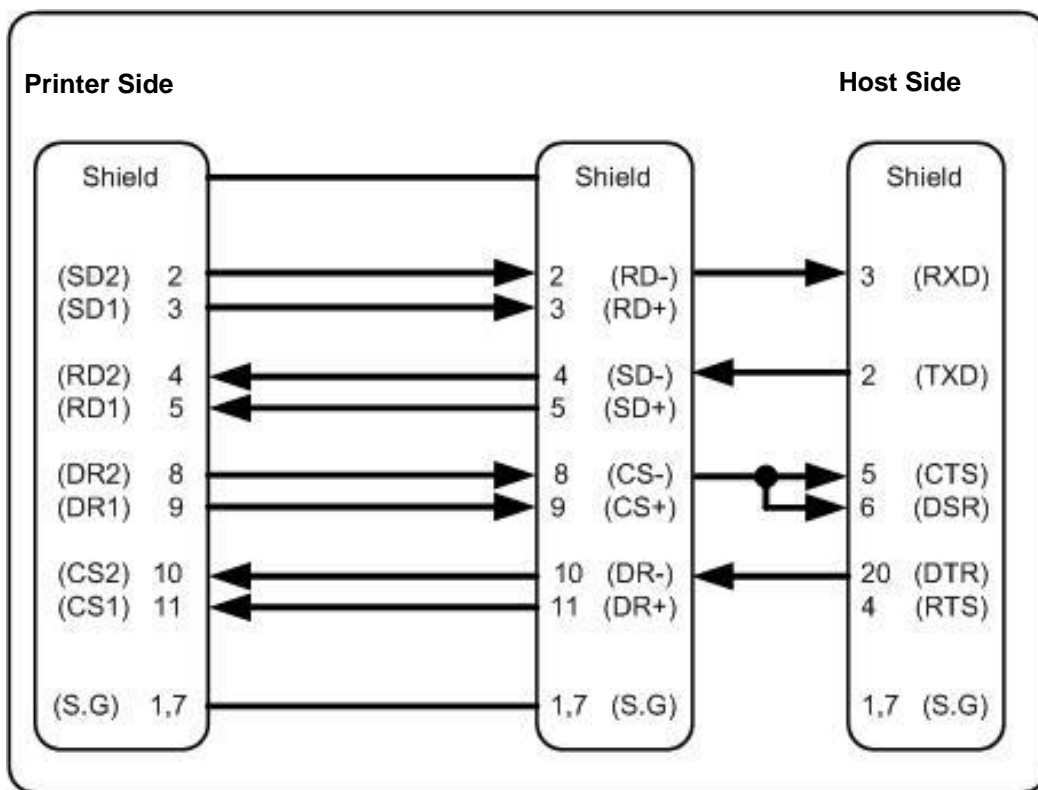 Printer Side Host Side
Shield Shield Shield
(SD2) 2 2 (RD-) 3 (RXD)
(SD1) 3 3 (RD+)
(RD2) 4 4 (SD-) 2 (TXD)
(RD1) 5 5 (SD+)
(DR2) 8 8 (CS-) 5 (CTS)
(DR1) 9 9 (CS+) 6 (DSR)
(CS2) 10 10 (DR-) 20 (DTR)
(CS1) 11 11 (DR+) 4 (RTS)
(S.G) 1,7 1,7 (S.G) 1,7 (S.G)